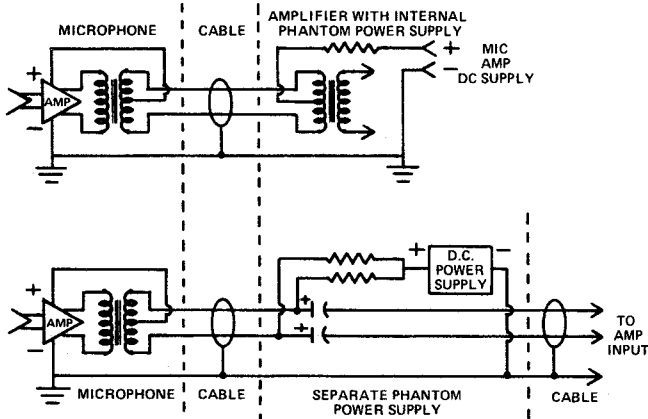 AMPLIFIER WITH INTERNAL
PHANTOM POWER SUPPLY
MICROPHONE
CABLE
+
AMP
−
+
−
MIC
AMP
DC SUPPLY
+
AMP
−
+
D.C.
POWER
SUPPLY
−
+
+
TO
AMP
INPUT
MICROPHONE
CABLE
SEPARATE PHANTOM
POWER SUPPLY
CABLE